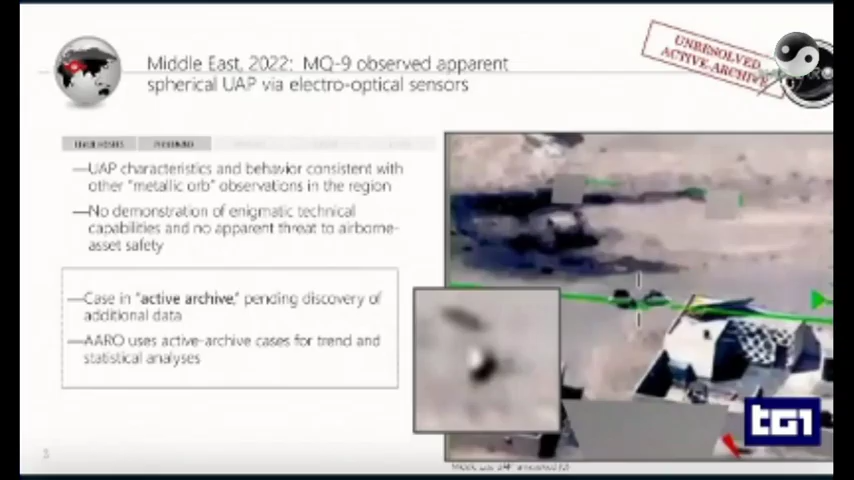 Middle East, 2022: MQ-9 observed apparent
spherical UAP via electro-optical sensors
UNRESOLVED
ACTIVE-ARCHIVE
—UAP characteristics and behavior consistent with
other "metallic orb" observations in the region
—No demonstration of enigmatic technical
capabilities and no apparent threat to airborne-
asset safety
—Case in "active archive," pending discovery of
additional data
—AARO uses active-archive cases for trend and
statistical analyses
tg1
3